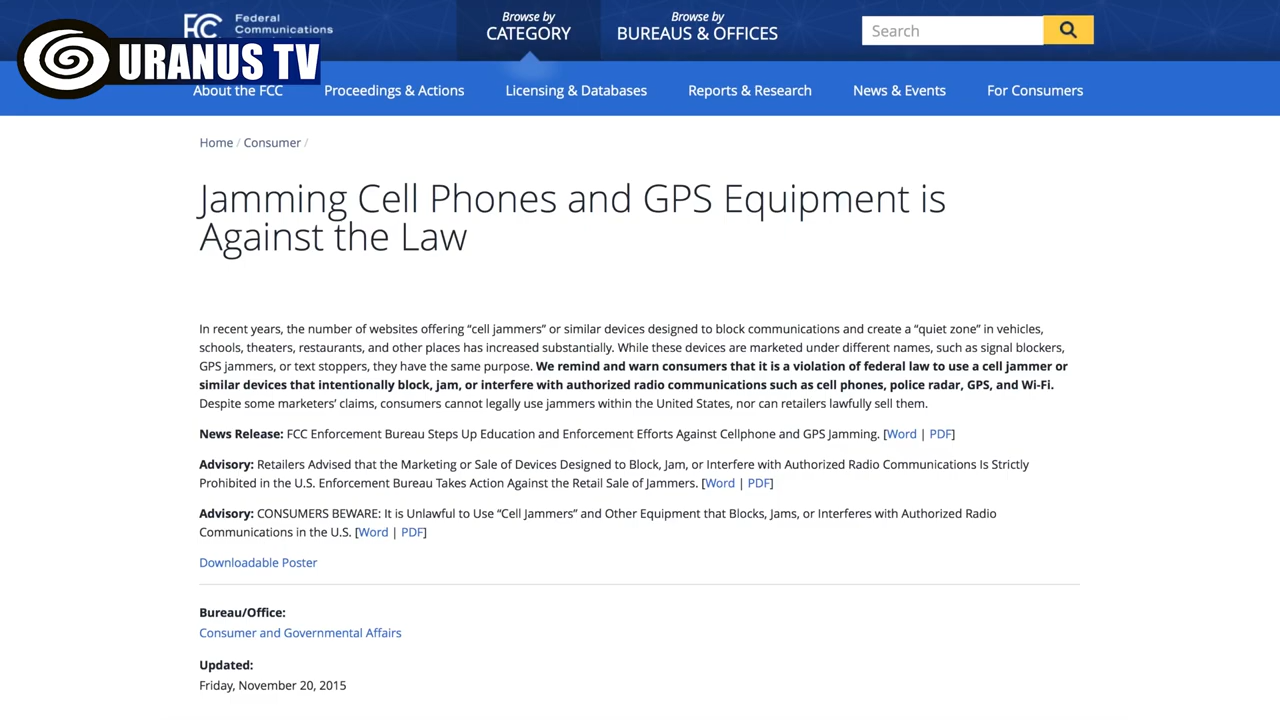 FCC
Federal
Communications
Browse by
CATEGORY
Browse by
BUREAUS & OFFICES
Search
URANUS TV
About the FCC
Proceedings & Actions
Licensing & Databases
Reports & Research
News & Events
For Consumers
Home / Consumer /
Jamming Cell Phones and GPS Equipment is
Against the Law
In recent years, the number of websites offering “cell jammers” or similar devices designed to block communications and create a “quiet zone” in vehicles,
schools, theaters, restaurants, and other places has increased substantially. While these devices are marketed under different names, such as signal blockers,
GPS jammers, or text stoppers, they have the same purpose. We remind and warn consumers that it is a violation of federal law to use a cell jammer or
similar devices that intentionally block, jam, or interfere with authorized radio communications such as cell phones, police radar, GPS, and Wi-Fi.
Despite some marketers’ claims, consumers cannot legally use jammers within the United States, nor can retailers lawfully sell them.
News Release: FCC Enforcement Bureau Steps Up Education and Enforcement Efforts Against Cellphone and GPS Jamming. [Word | PDF]
Advisory: Retailers Advised that the Marketing or Sale of Devices Designed to Block, Jam, or Interfere with Authorized Radio Communications Is Strictly
Prohibited in the U.S. Enforcement Bureau Takes Action Against the Retail Sale of Jammers. [Word | PDF]
Advisory: CONSUMERS BEWARE: It is Unlawful to Use “Cell Jammers” and Other Equipment that Blocks, Jams, or Interferes with Authorized Radio
Communications in the U.S. [Word | PDF]
Downloadable Poster
Bureau/Office:
Consumer and Governmental Affairs
Updated:
Friday, November 20, 2015